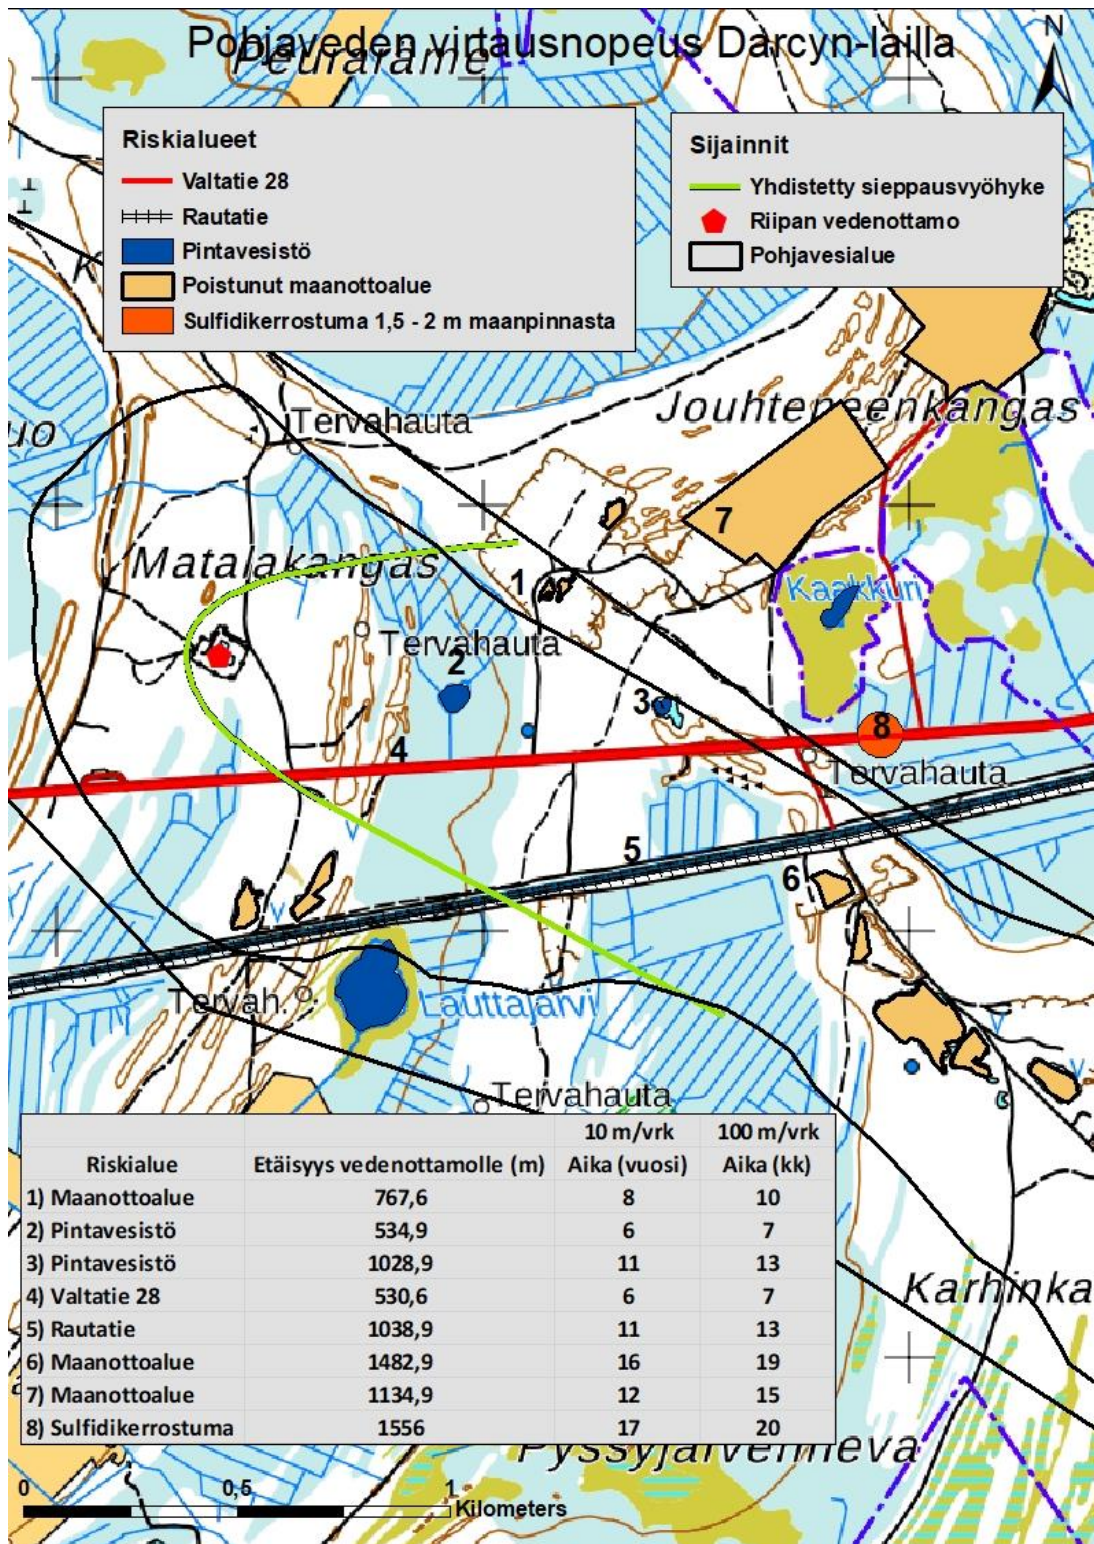 Pohjaveden virtausnopeus Darcyn-lailla
N
Peuraräme
Riskialueet
Valtatie 28
Rautatie
Pintavesistö
Poistunut maanottoalue
Sulfidikerrostuma 1,5 - 2 m maanpinnasta
Sijainnit
Yhdistetty sieppausvyöhyke
Riipan vedenottamo
Pohjavesialue
Jouhteneenkangas
Tervahauta
uo
7
Matalakangas
1
Kaakkuri
Tervahauta
2
3
8
4
Tervahauta
5
6
Tervah.
Lauttajärvi
Tervahauta
10 m/vrk 100 m/vrk
Riskialue Etäisyys vedenottamolle (m) Aika (vuosi) Aika (kk)
1) Maanottoalue 767,6 8 10
2) Pintavesistö 534,9 6 7
3) Pintavesistö 1028,9 11 13
4) Valtatie 28 530,6 6 7
5) Rautatie 1038,9 11 13
6) Maanottoalue 1482,9 16 19
7) Maanottoalue 1134,9 12 15
8) Sulfidikerrostuma 1556 17 20
Karhinka
Pyssyjärvenneva
0 0,5 1
Kilometers